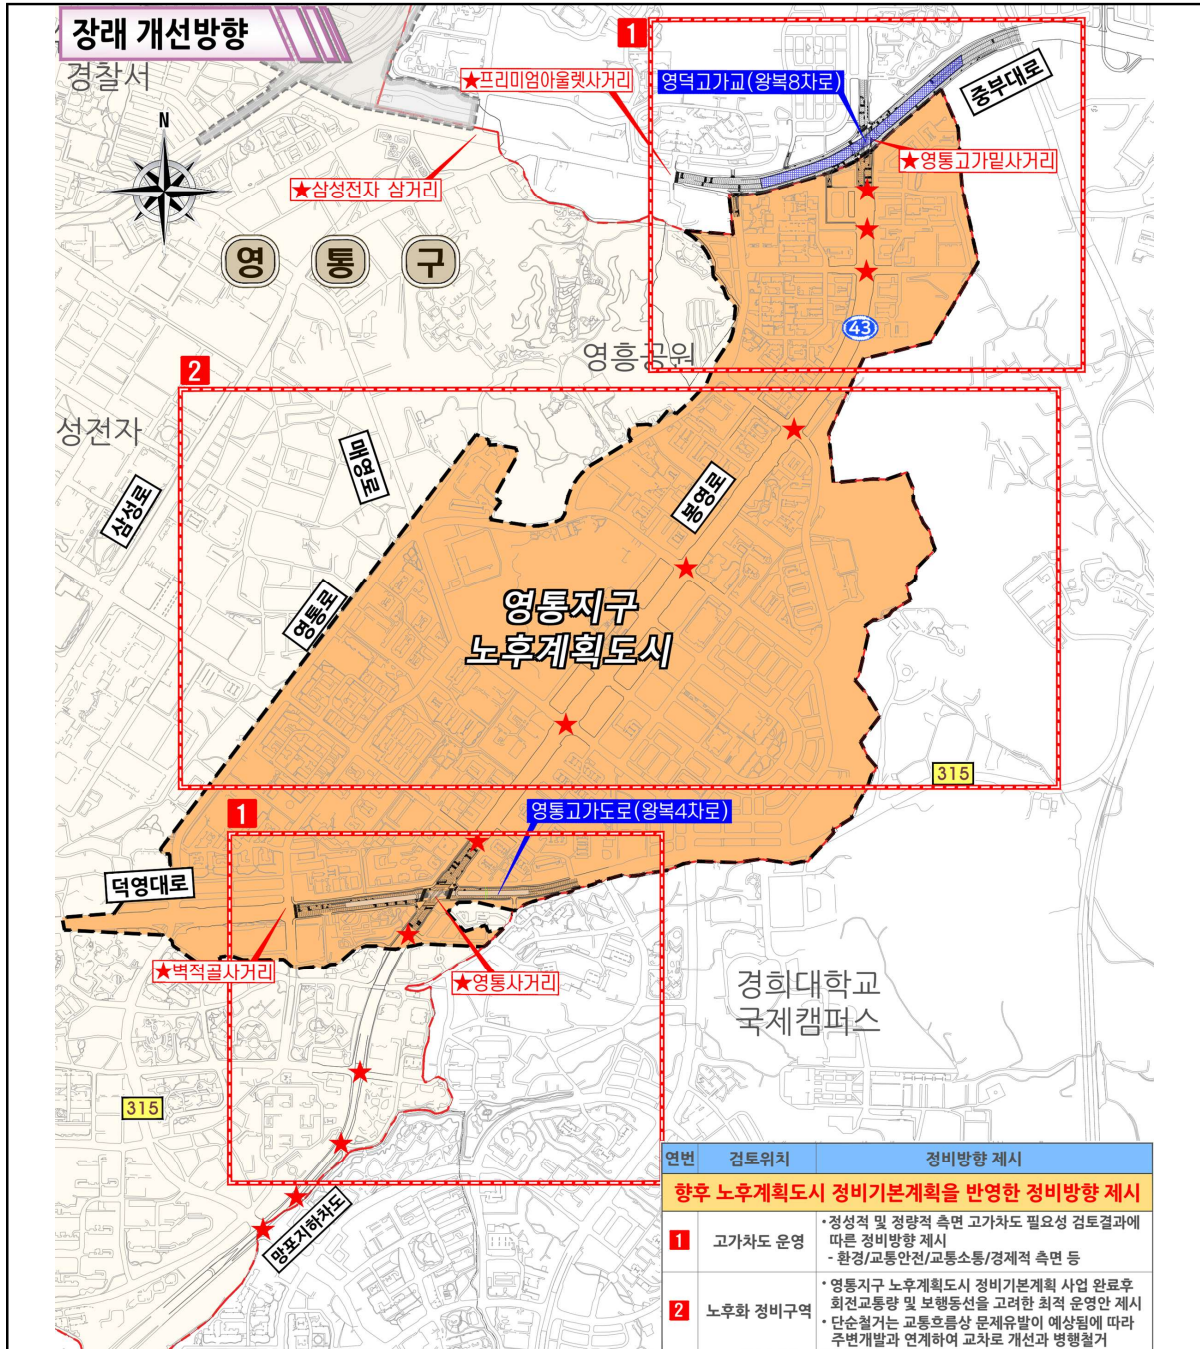 장래 개선방향
경찰서
N
1
★프리미엄아울렛사거리
영덕고가교(왕복8차로)
중부대로
★영통고가밑사거리
★삼성전자 삼거리
영 통 구
43
영흥공원
2
성전자
매영로
삼성로
봉영로
영통로
영통지구
노후계획도시
315
1
영통고가도로(왕복4차로)
덕영대로
★벽적골사거리
★영통사거리
경희대학교
국제캠퍼스
315
망포지하차도
연번 검토위치 정비방향 제시
향후 노후계획도시 정비기본계획을 반영한 정비방향 제시
1 고가차도 운영
•정성적 및 정량적 측면 고가차도 필요성 검토결과에
따른 정비방향 제시
- 환경/교통안전/교통소통/경제적 측면 등
2 노후화 정비구역
• 영통지구 노후계획도시 정비기본계획 사업 완료후
회전교통량 및 보행동선을 고려한 최적 운영안 제시
• 단순철거는 교통흐름상 문제유발이 예상됨에 따라
주변개발과 연계하여 교차로 개선과 병행철거